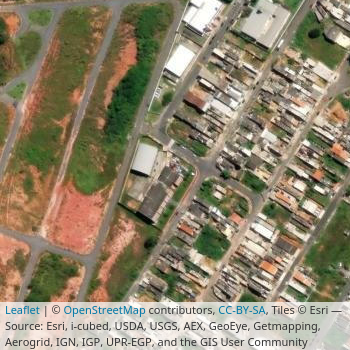 Leaflet | © OpenStreetMap contributors, CC-BY-SA, Tiles © Esri —
Source: Esri, i-cubed, USDA, USGS, AEX, GeoEye, Getmapping,
Aerogrid, IGN, IGP, UPR-EGP, and the GIS User Community